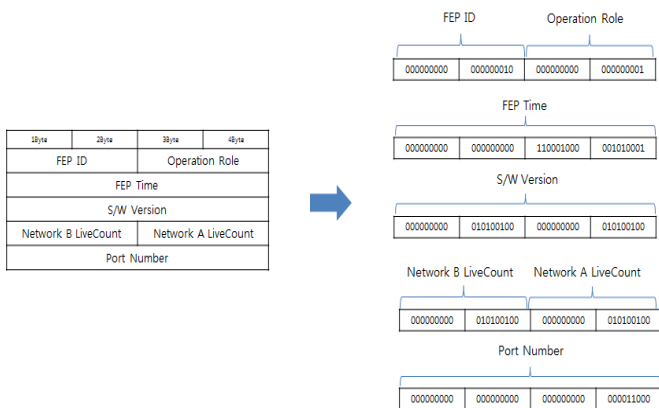 1Byte 2Byte 3Byte 4Byte
FEP ID Operation Role
FEP Time
S/W Version
Network B LiveCount Network A LiveCount
Port Number
FEP ID Operation Role
000000000 000000010 000000000 000000001
FEP Time
000000000 000000000 110001000 001010001
S/W Version
000000000 010100100 000000000 010100100
Network B LiveCount Network A LiveCount
000000000 010100100 000000000 010100100
Port Number
000000000 000000000 000000000 000011000